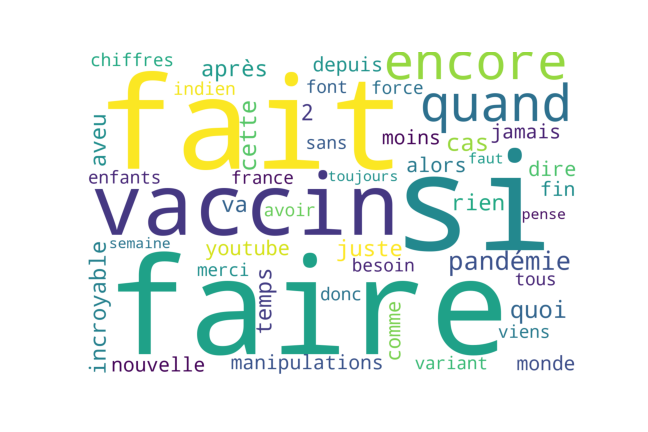 chiffres
après
depuis
encore
fait
indien
font
force
quand
aveu
cette
2
sans
moins
cas
jamais
alors
faut
dire
enfants
france
toujours
fin
vaccin
si
va
avoir
rien
pense
semaine
youtube
juste
incroyable
merci
temps
besoin
pandémie
tous
faire
donc
comme
quoi
viens
nouvelle
manipulations
variant
monde